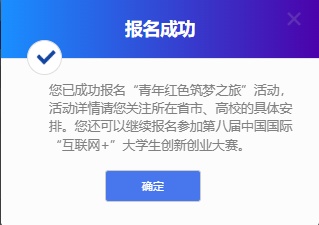 报名成功
您已成功报名“青年红色筑梦之旅”活动，
活动详情请您关注所在省市、高校的具体安
排。您还可以继续报名参加第八届中国国际
“互联网+”大学生创新创业大赛。
确定